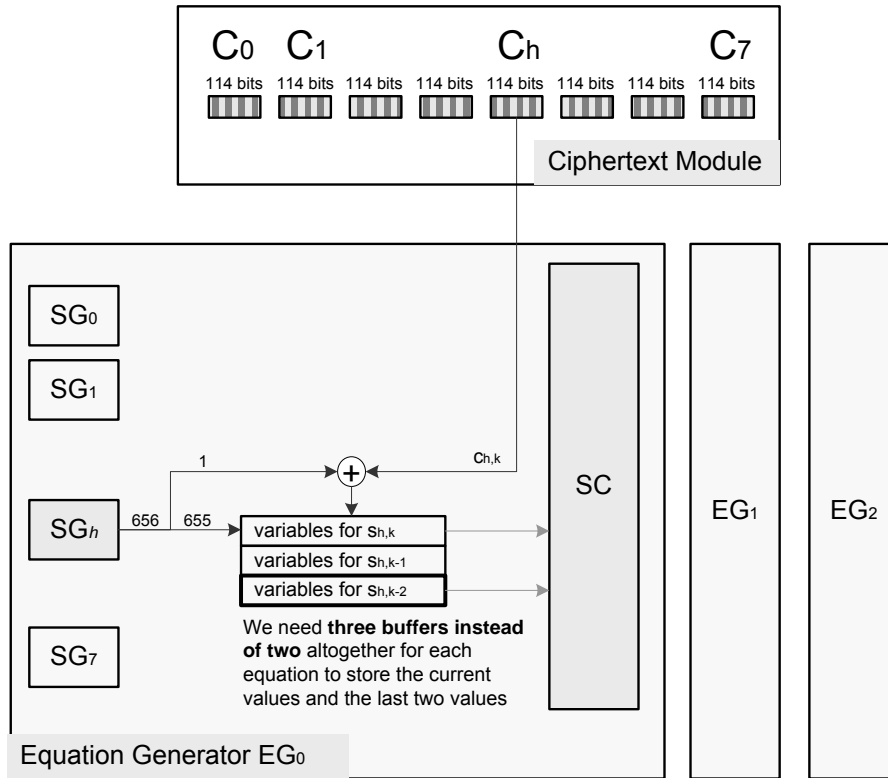 C0 C1 Ch C7
114 bits 114 bits 114 bits 114 bits 114 bits 114 bits 114 bits 114 bits
Ciphertext Module
SG0
SG1
1
ch,k
SC
EG1
EG2
SGh
656
655
variables for sh,k
variables for sh,k-1
variables for sh,k-2
We need three buffers instead
of two altogether for each
equation to store the current
values and the last two values
SG7
Equation Generator EG0